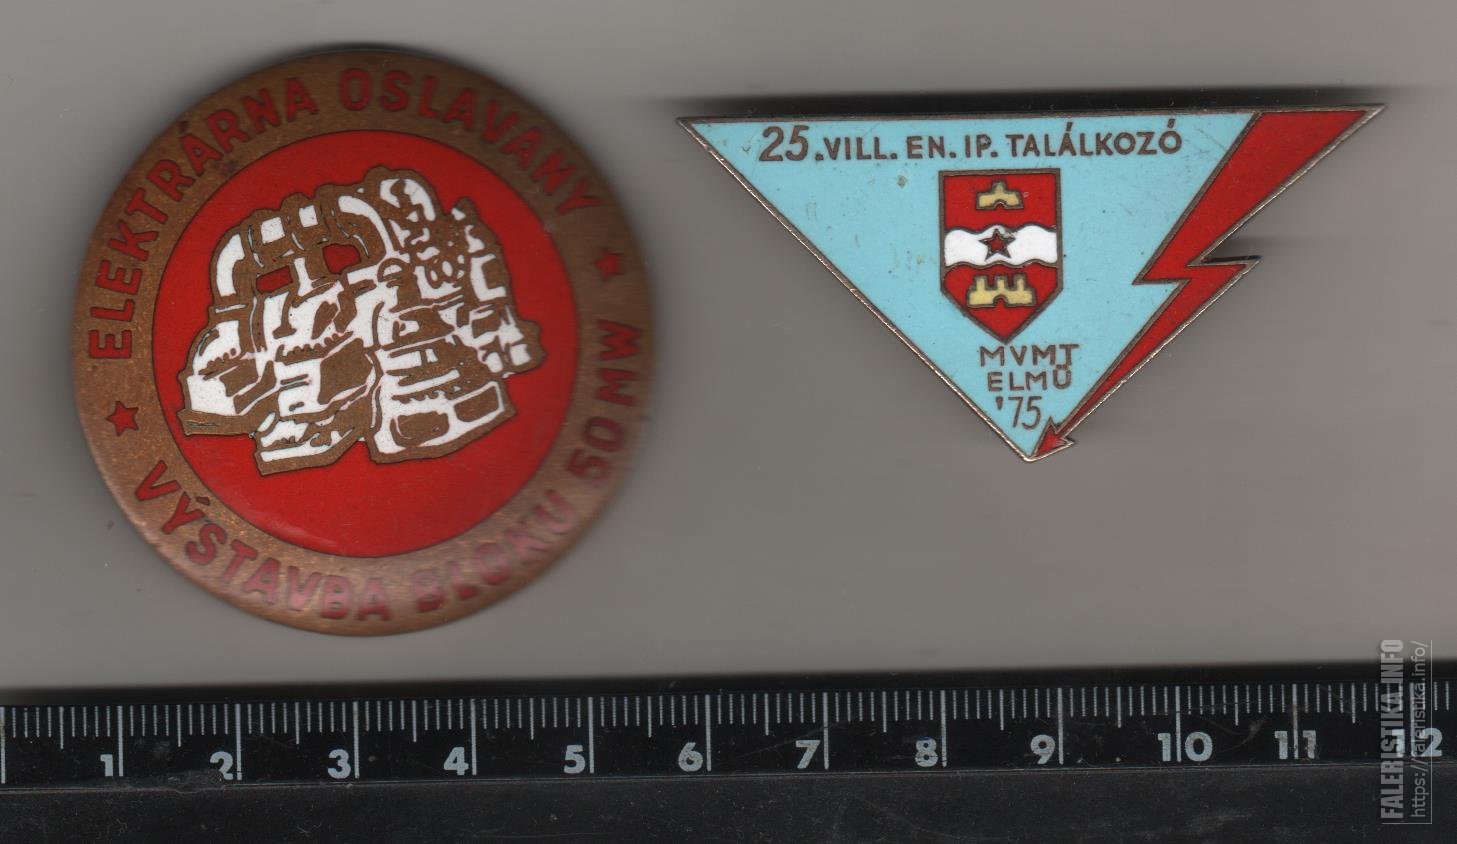 ELEKTRÁRNA OSLAVANY
VÝSTAVBA BLOKU 50 MW
25. VILL. EN. IP. TALÁLKOZÓ
MVMT
ELMŰ
'75
1 2 3 4 5 6 7 8 9 10 11 12
FALERISTIKA.INFO
https://faleristika.info/